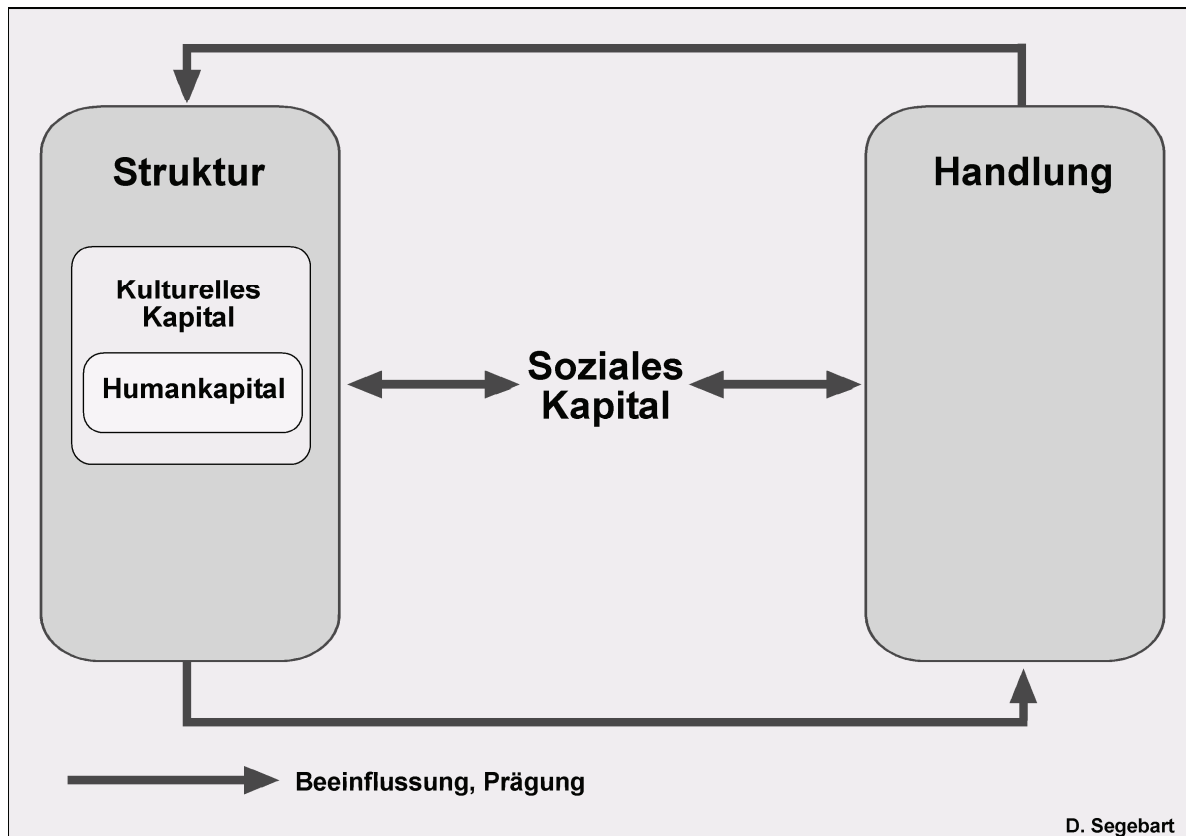 Struktur
Handlung
Kulturelles
Kapital
Humankapital
Soziales
Kapital
Beeinflussung, Prägung
D. Segebart